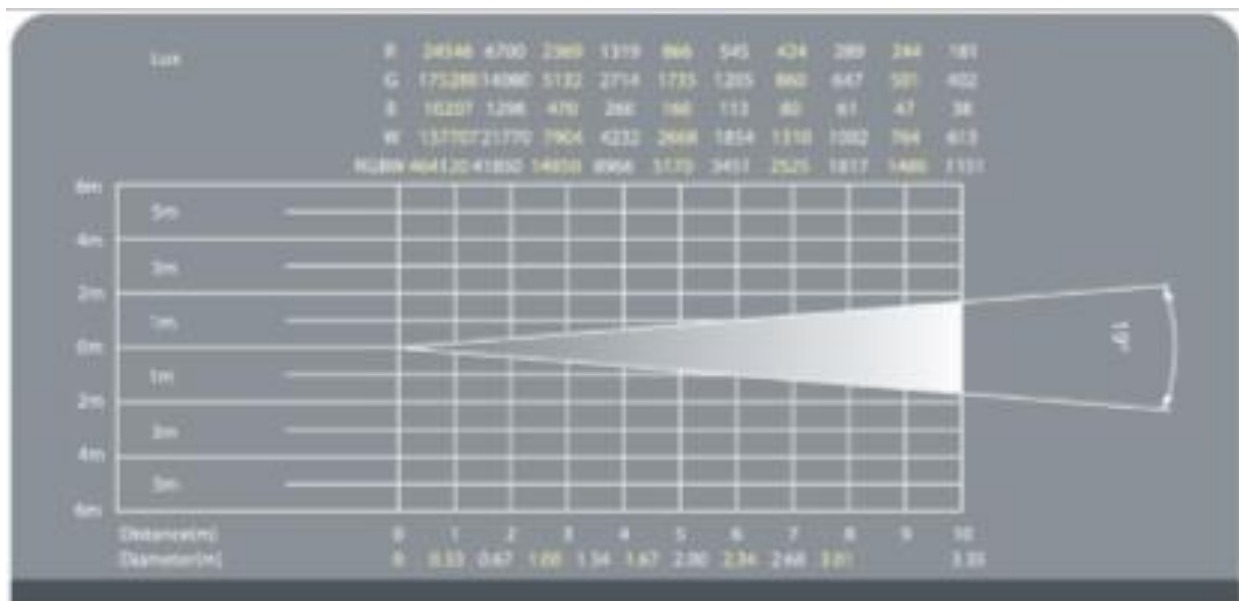 Lux
R 24546 6700 2369 1319 866 545 424 289 244 181
G 175288 14080 5132 2714 1735 1205 860 647 501 402
B 10207 1298 470 266 166 113 80 61 47 38
W 137707 21770 7904 4232 2668 1854 1310 1002 764 613
RGBW 464120 41850 14950 8966 5170 3451 2525 1817 1486 1151
6m
5m
4m
3m
2m
1m
0m
1m
2m
3m
4m
5m
6m
19°
Distance(m) 0 1 2 3 4 5 6 7 8 9 10
Diameter(m) 0 0.33 0.67 1.00 1.34 1.67 2.00 2.34 2.68 3.01 3.35